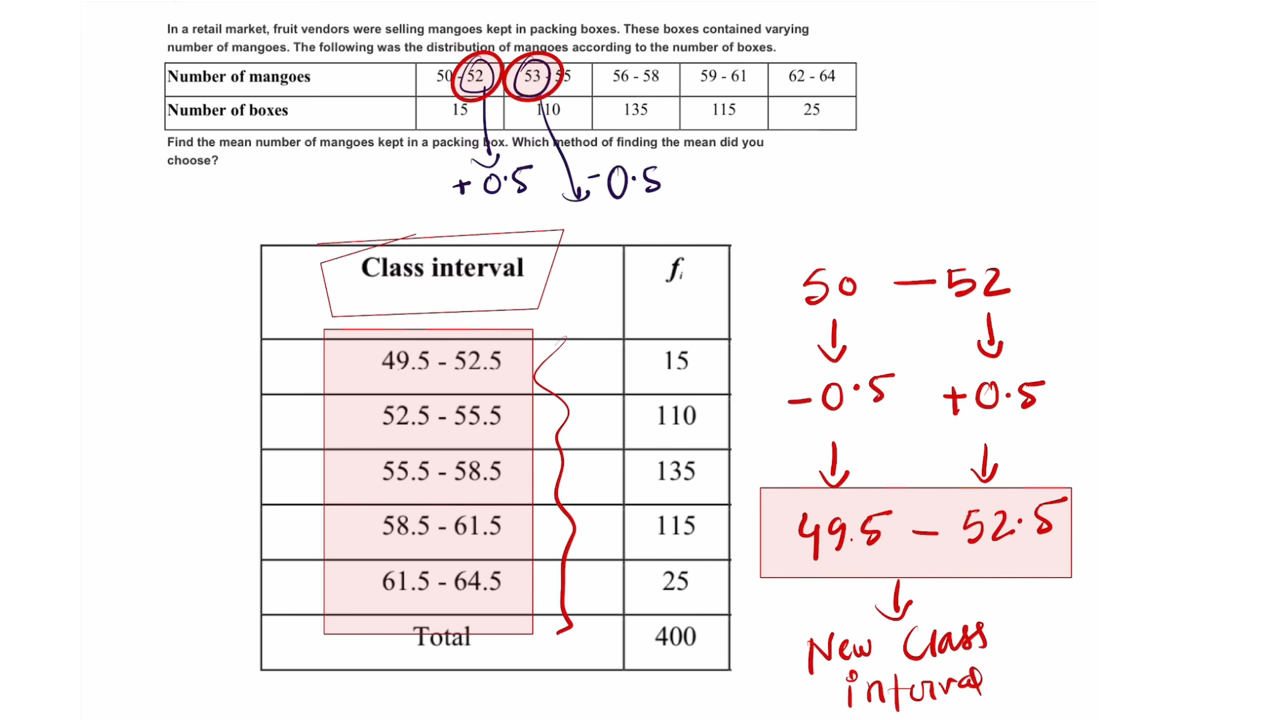 In a retail market, fruit vendors were selling mangoes kept in packing boxes. These boxes contained varying
number of mangoes. The following was the distribution of mangoes according to the number of boxes.
Number of mangoes 50 - 52 53 - 55 56 - 58 59 - 61 62 - 64
Number of boxes 15 110 135 115 25
Find the mean number of mangoes kept in a packing box. Which method of finding the mean did you
choose?
+0.5 -0.5
Class interval fi
49.5 - 52.5 15
52.5 - 55.5 110
55.5 - 58.5 135
58.5 - 61.5 115
61.5 - 64.5 25
Total 400
50 - 52
-0.5 +0.5
49.5 - 52.5
New Class
interval